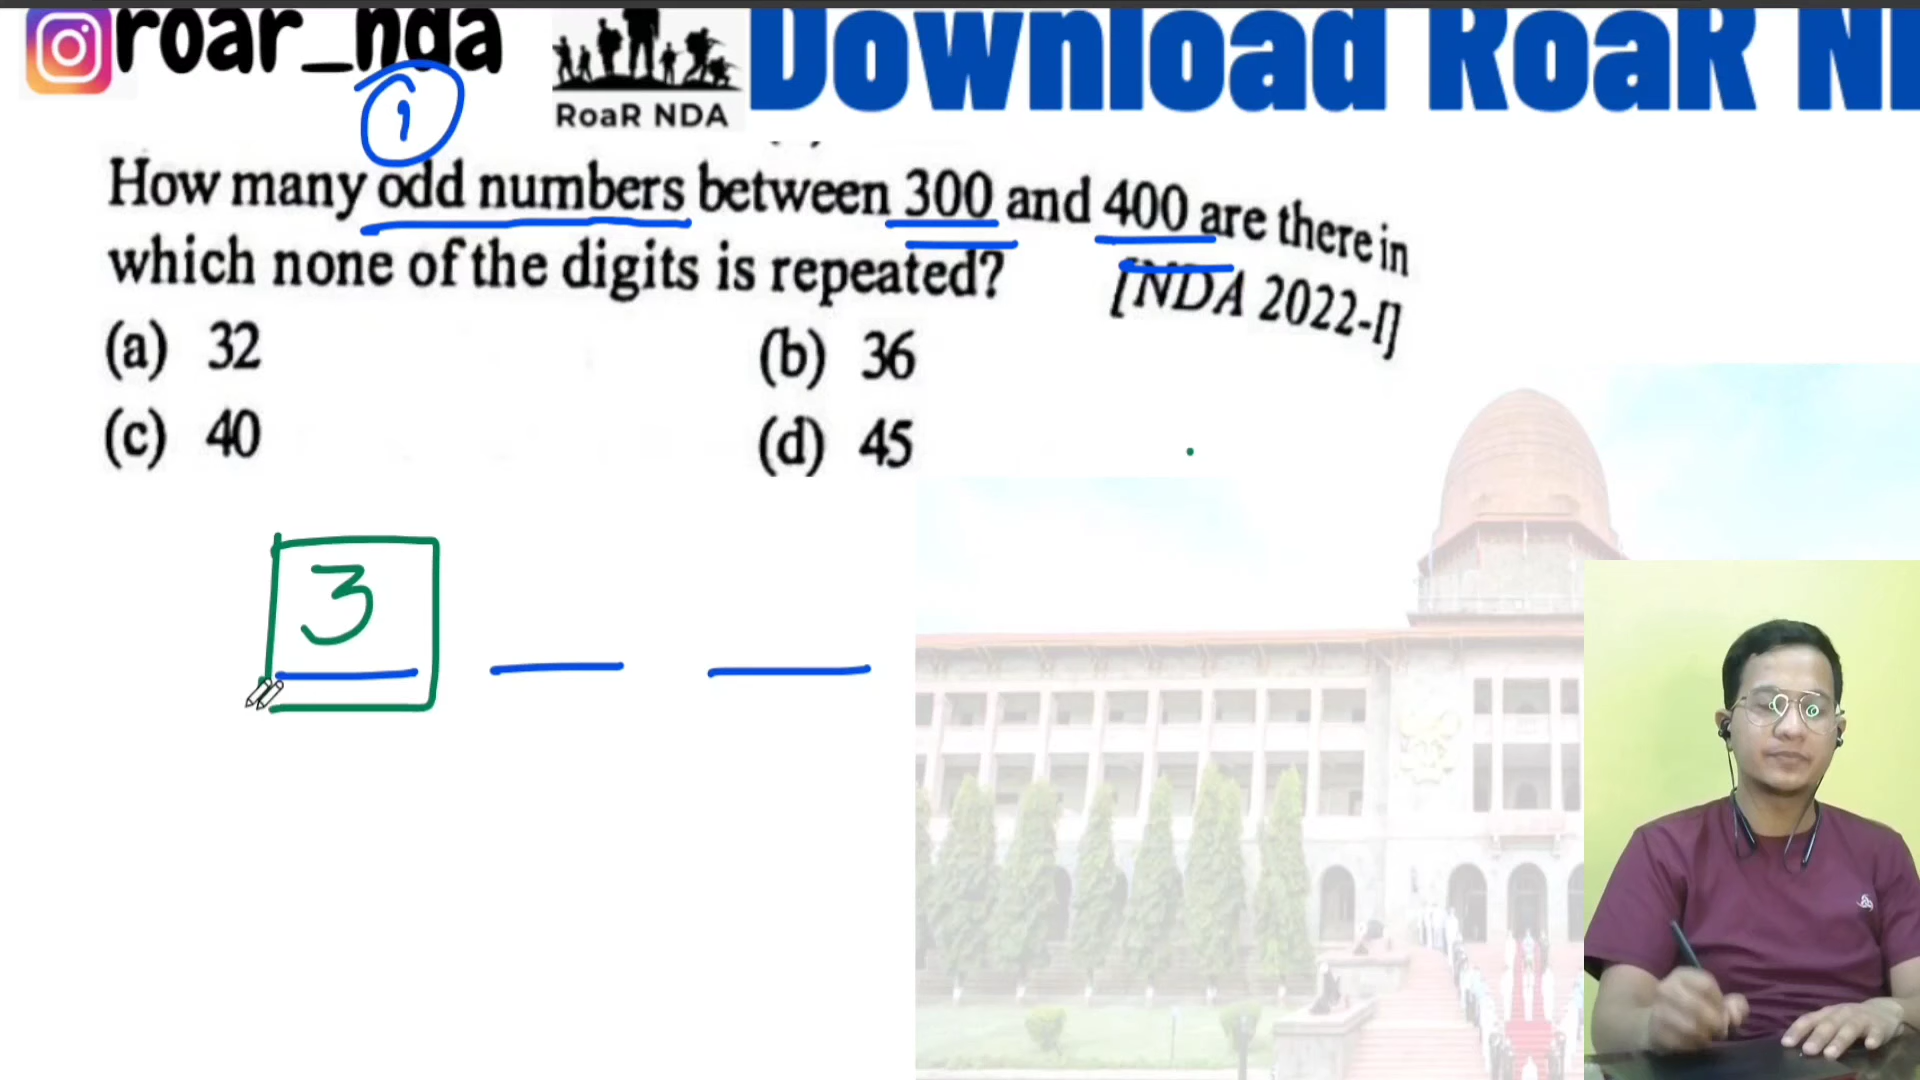 roar_nda
RoaR NDA
Download RoaR
1
How many odd numbers between 300 and 400 are there in
which none of the digits is repeated?
[NDA 2022-I]
(a) 32
(b) 36
(c) 40
(d) 45
3